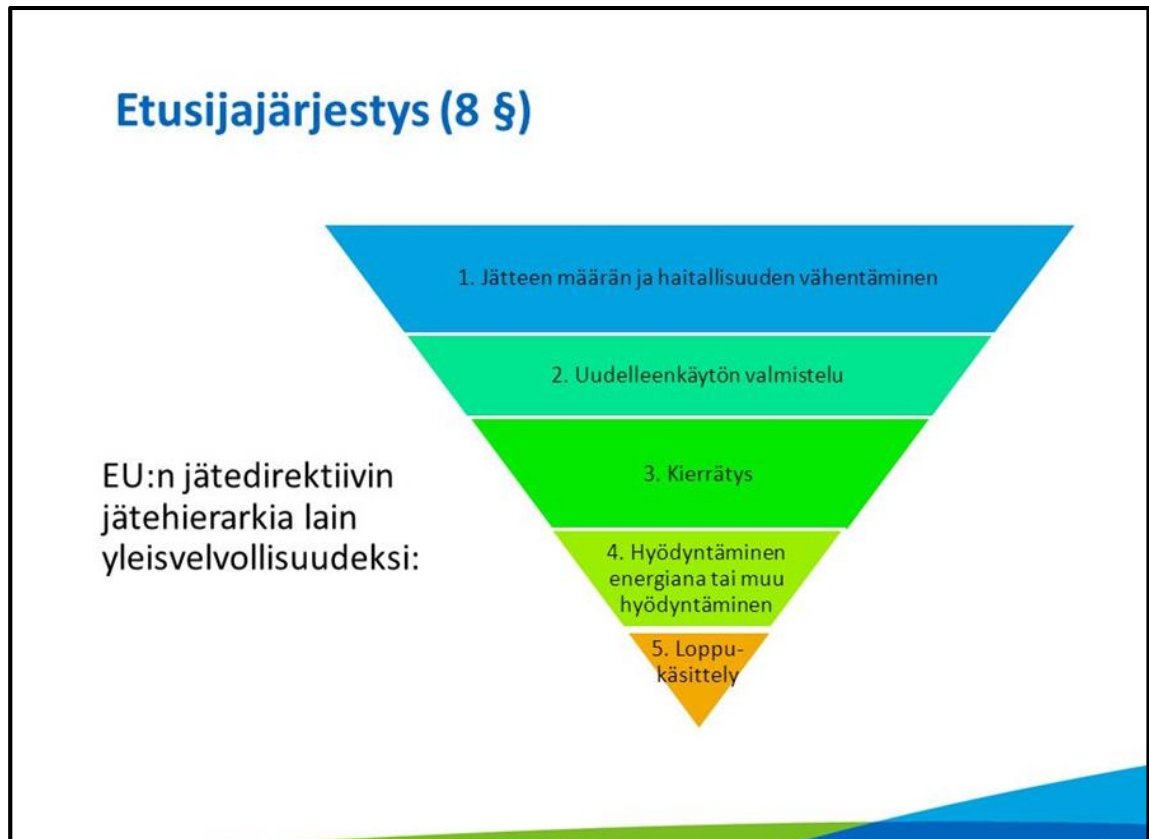 Etusijajärjestys (8 §)
1. Jätteen määrän ja haitallisuuden vähentäminen
2. Uudelleenkäytön valmistelu
3. Kierrätys
4. Hyödyntäminen
energiana tai muu
hyödyntäminen
5. Loppu-
käsittely
EU:n jätedirektiivin
jätehierarkia lain
yleisvelvollisuudeksi: